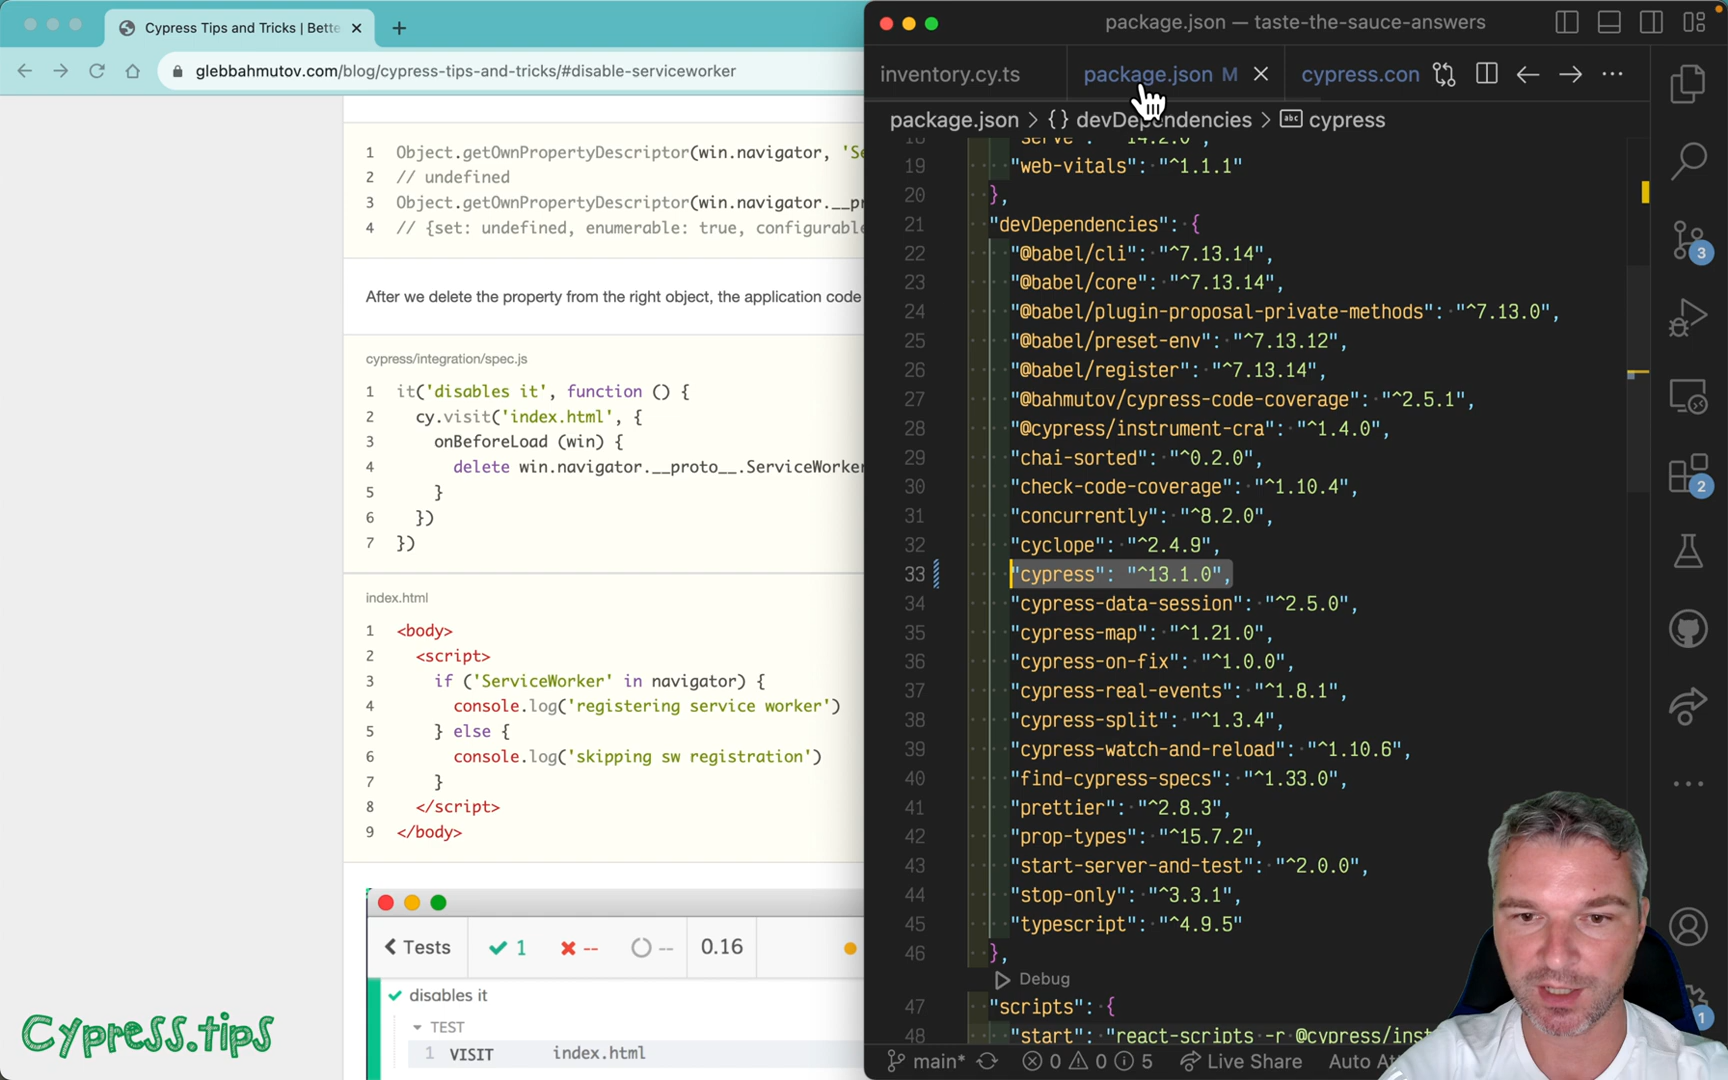 Cypress Tips and Tricks | Bette
glebbahmutov.com/blog/cypress-tips-and-tricks/#disable-serviceworker
1 Object.getOwnPropertyDescriptor(win.navigator, 'Se
2 // undefined
3 Object.getOwnPropertyDescriptor(win.navigator.__pr
4 // {set: undefined, enumerable: true, configurable
After we delete the property from the right object, the application code
cypress/integration/spec.js
1 it('disables it', function () {
2 cy.visit('index.html', {
3 onBeforeLoad (win) {
4 delete win.navigator.__proto__.ServiceWorker
5 }
6 })
7 })
index.html
1 <body>
2 <script>
3 if ('ServiceWorker' in navigator) {
4 console.log('registering service worker')
5 } else {
6 console.log('skipping sw registration')
7 }
8 </script>
9 </body>
Tests 1 -- -- 0.16
disables it
TEST
1 VISIT index.html
Cypress.tips
package.json — taste-the-sauce-answers
inventory.cy.ts package.json M cypress.con
package.json > {} devDependencies > abc cypress
18 "serve": "^14.2.0",
19 "web-vitals": "^1.1.1"
20 },
21 "devDependencies": {
22 "@babel/cli": "^7.13.14",
23 "@babel/core": "^7.13.14",
24 "@babel/plugin-proposal-private-methods": "^7.13.0",
25 "@babel/preset-env": "^7.13.12",
26 "@babel/register": "^7.13.14",
27 "@bahmutov/cypress-code-coverage": "^2.5.1",
28 "@cypress/instrument-cra": "^1.4.0",
29 "chai-sorted": "^0.2.0",
30 "check-code-coverage": "^1.10.4",
31 "concurrently": "^8.2.0",
32 "cyclope": "^2.4.9",
33 "cypress": "^13.1.0",
34 "cypress-data-session": "^2.5.0",
35 "cypress-map": "^1.21.0",
36 "cypress-on-fix": "^1.0.0",
37 "cypress-real-events": "^1.8.1",
38 "cypress-split": "^1.3.4",
39 "cypress-watch-and-reload": "^1.10.6",
40 "find-cypress-specs": "^1.33.0",
41 "prettier": "^2.8.3",
42 "prop-types": "^15.7.2",
43 "start-server-and-test": "^2.0.0",
44 "stop-only": "^3.3.1",
45 "typescript": "^4.9.5"
46 },
Debug
47 "scripts": {
48 "start": "react-scripts -r @cypress/inst
main* 0 0 5 Live Share Auto At
3
2
1